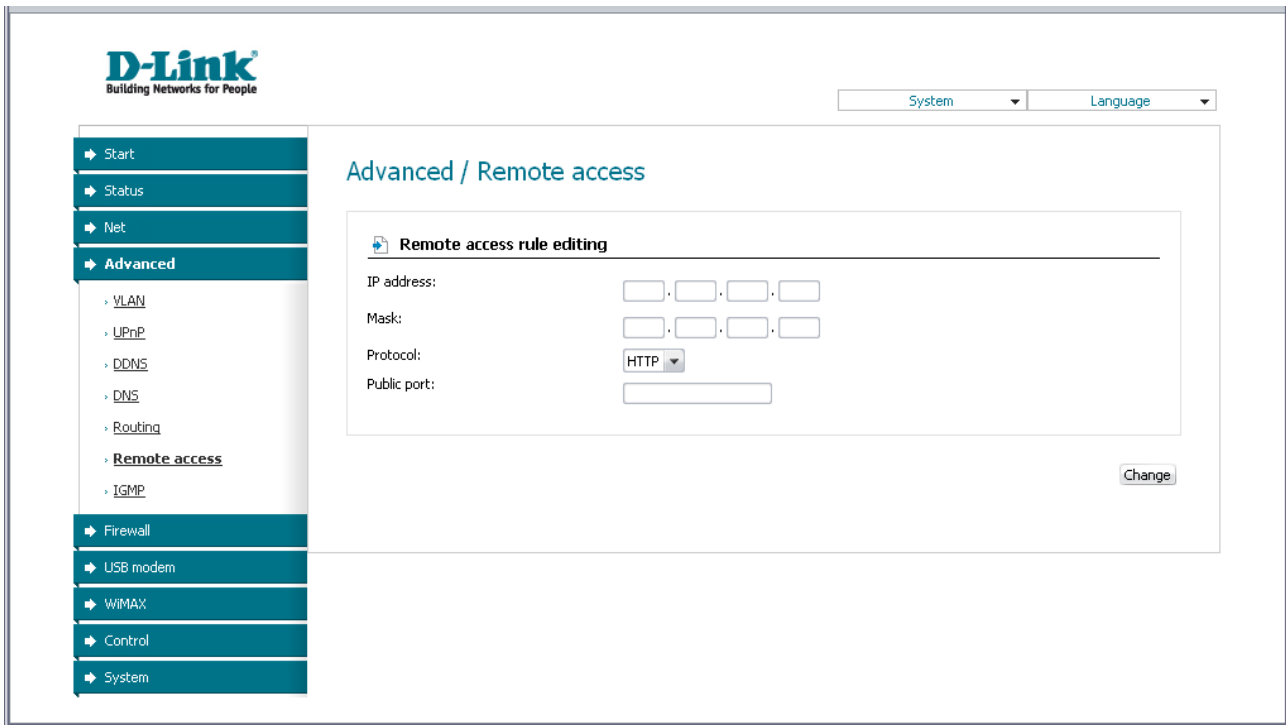 D-Link
Building Networks for People
System
Language
Start
Status
Net
Advanced
VLAN
UPnP
DDNS
DNS
Routing
Remote access
IGMP
Firewall
USB modem
WiMAX
Control
System
Advanced / Remote access
Remote access rule editing
IP address:
. . .
Mask:
. . .
Protocol:
HTTP
Public port:
Change